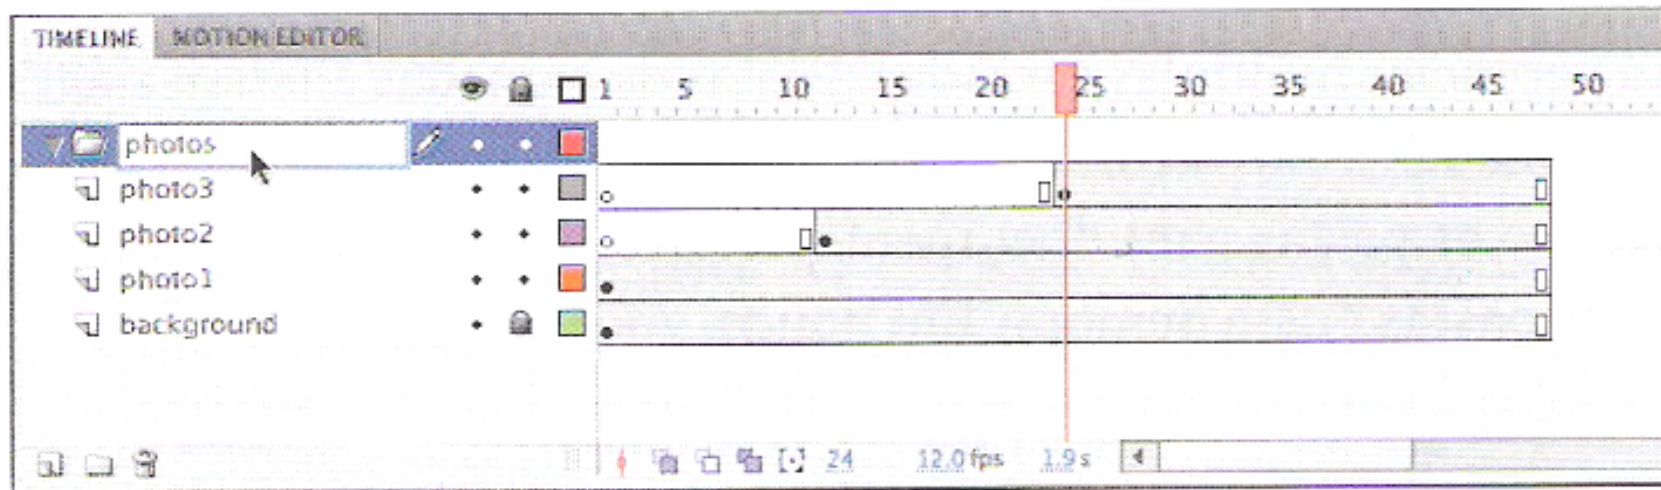 TIMELINE MOTION EDITOR
1 5 10 15 20 25 30 35 40 45 50
photos
photo3
photo2
photo1
background
24 12.0 fps 1.9 s